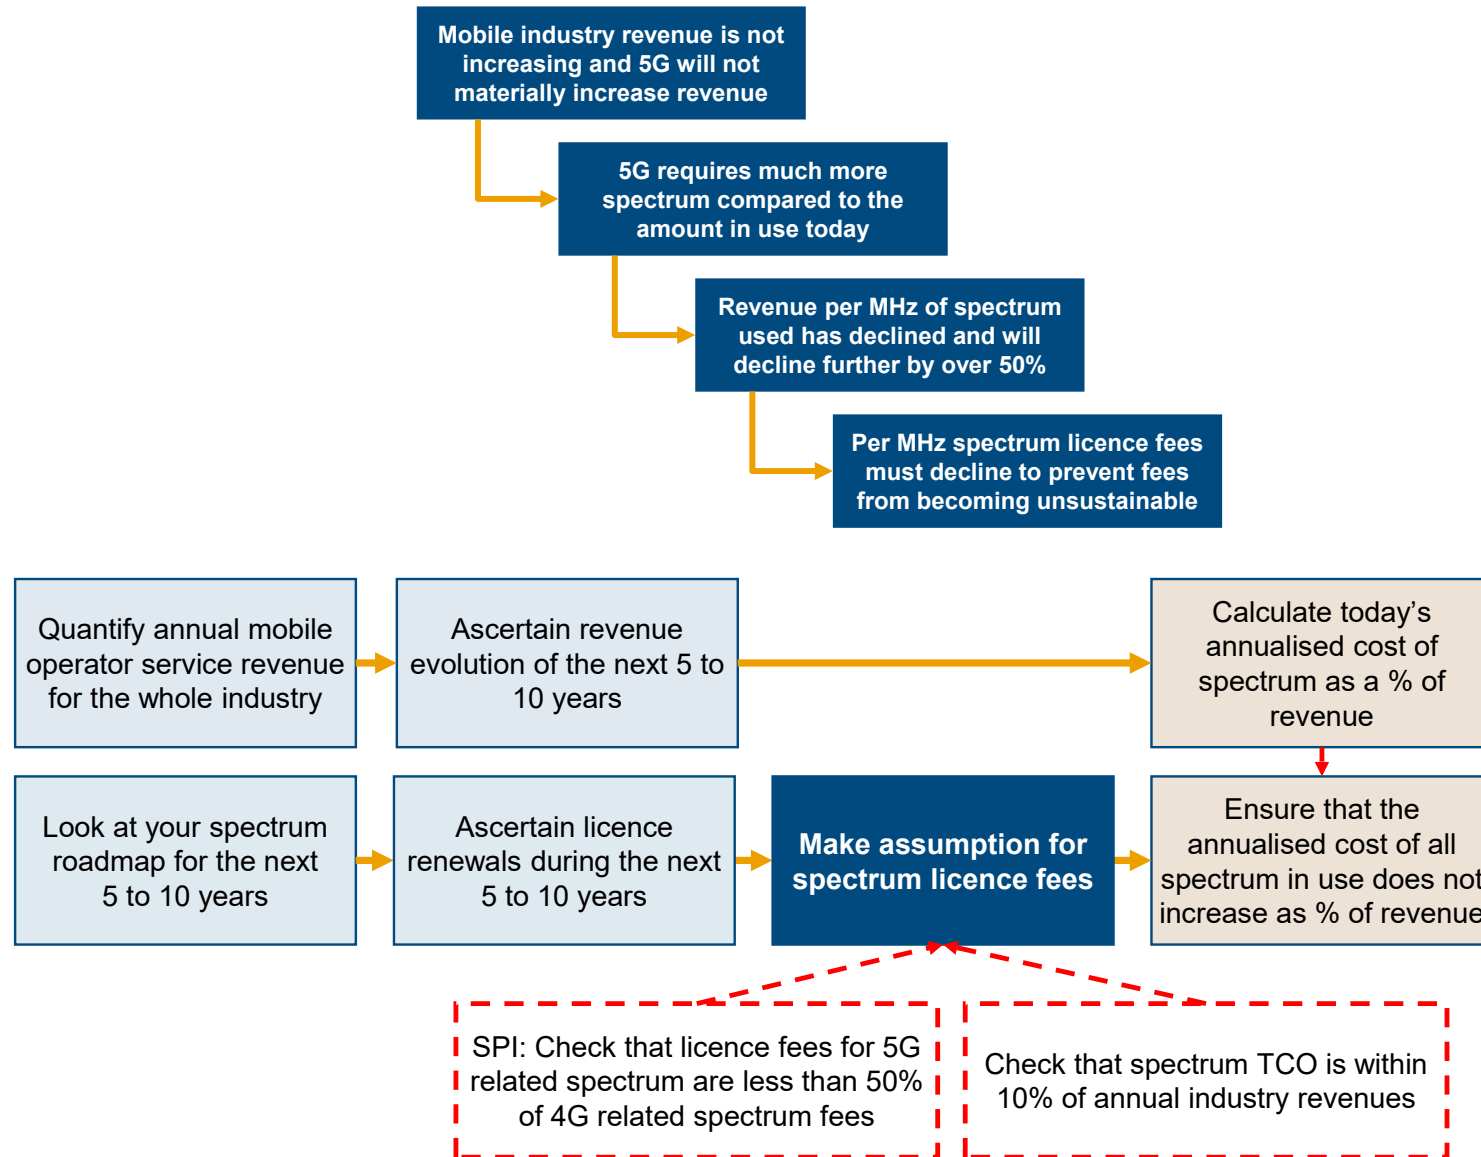 Mobile industry revenue is not
increasing and 5G will not
materially increase revenue
5G requires much more
spectrum compared to the
amount in use today
Revenue per MHz of spectrum
used has declined and will
decline further by over 50%
Per MHz spectrum licence fees
must decline to prevent fees
from becoming unsustainable
Quantify annual mobile
operator service revenue
for the whole industry
Ascertain revenue
evolution of the next 5 to
10 years
Calculate today’s
annualised cost of
spectrum as a % of
revenue
Look at your spectrum
roadmap for the next
5 to 10 years
Ascertain licence
renewals during the next
5 to 10 years
Make assumption for
spectrum licence fees
Ensure that the
annualised cost of all
spectrum in use does not
increase as % of revenue
SPI: Check that licence fees for 5G
related spectrum are less than 50%
of 4G related spectrum fees
Check that spectrum TCO is within
10% of annual industry revenues